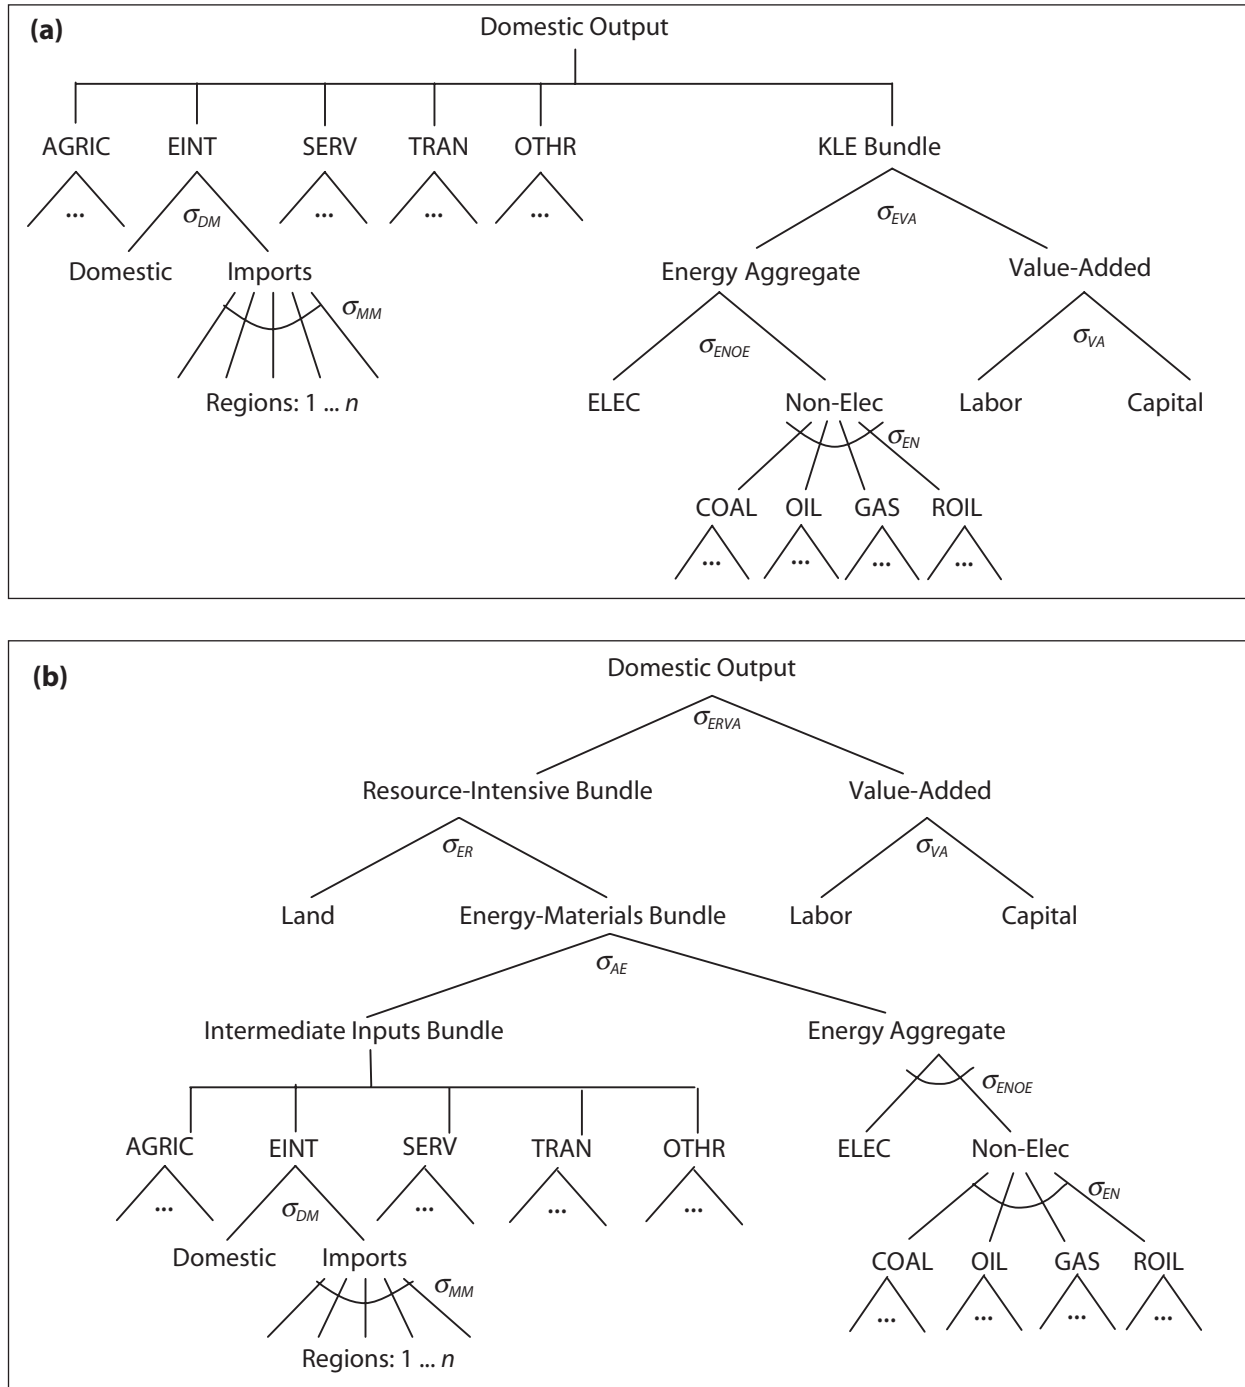 (a)
Domestic Output
AGRIC EINT SERV TRAN OTHR KLE Bundle
... σDM ... ... ... σEVA
Domestic Imports Energy Aggregate Value-Added
σMM σENOE σVA
Regions: 1 ... n ELEC Non-Elec Labor Capital
σEN
COAL OIL GAS ROIL
... ... ... ...
(b)
Domestic Output
σERVA
Resource-Intensive Bundle Value-Added
σER σVA
Land Energy-Materials Bundle Labor Capital
σAE
Intermediate Inputs Bundle Energy Aggregate
σENOE
AGRIC EINT SERV TRAN OTHR ELEC Non-Elec
... σDM ... ... ... σEN
Domestic Imports COAL OIL GAS ROIL
σMM ... ... ... ...
Regions: 1 ... n